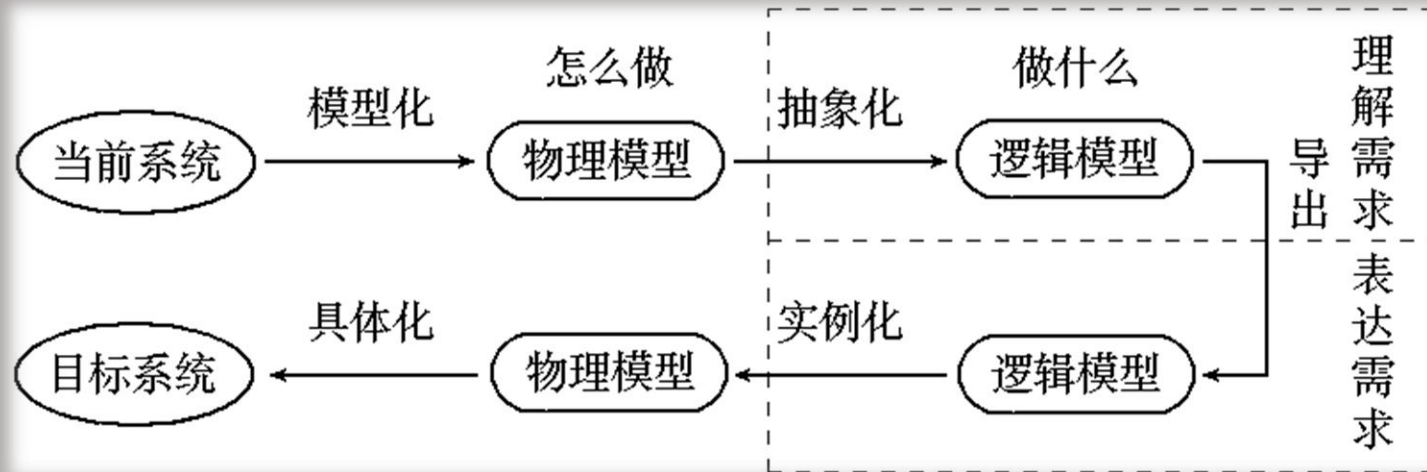 怎么做
做什么
模型化
抽象化
当前系统
物理模型
逻辑模型
导出
理解需求
具体化
实例化
目标系统
物理模型
逻辑模型
表达需求